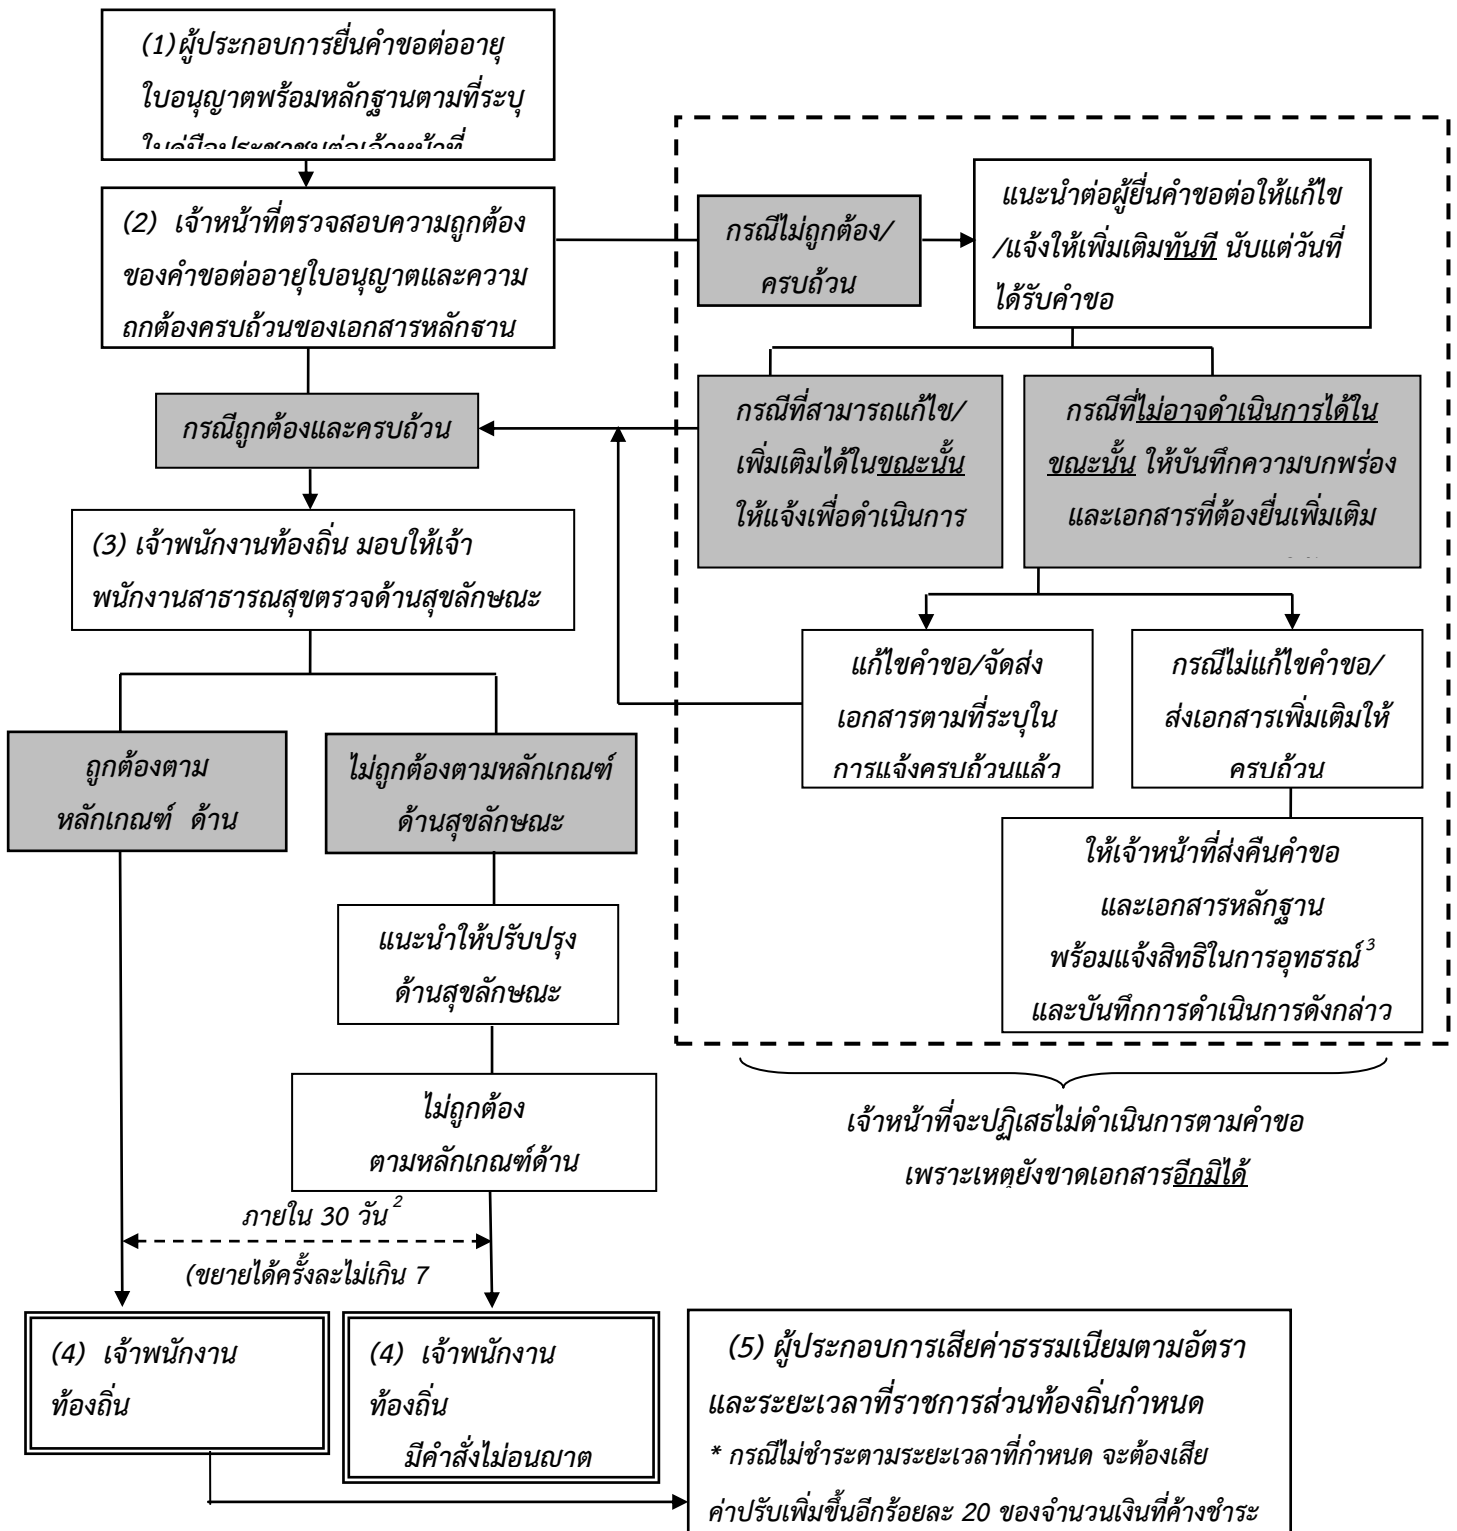 (1) ผู้ประกอบการยื่นคำขอต่ออายุ
ใบอนุญาตพร้อมหลักฐานตามที่ระบุ
ในคู่มือประชาชนต่อเจ้าหน้าที่
(2) เจ้าหน้าที่ตรวจสอบความถูกต้อง
ของคำขอต่ออายุใบอนุญาตและความ
ถูกต้องครบถ้วนของเอกสารหลักฐาน
กรณีไม่ถูกต้อง/
ครบถ้วน
แนะนำต่อผู้ยื่นคำขอต่อให้แก้ไข
/แจ้งให้เพิ่มเติมทันที นับแต่วันที่
ได้รับคำขอ
กรณีถูกต้องและครบถ้วน
กรณีที่สามารถแก้ไข/
เพิ่มเติมได้ในขณะนั้น
ให้แจ้งเพื่อดำเนินการ
กรณีที่ไม่อาจดำเนินการได้ใน
ขณะนั้น ให้บันทึกความบกพร่อง
และเอกสารที่ต้องยื่นเพิ่มเติม
(3) เจ้าพนักงานท้องถิ่น มอบให้เจ้า
พนักงานสาธารณสุขตรวจด้านสุขลักษณะ
แก้ไขคำขอ/จัดส่ง
เอกสารตามที่ระบุใน
การแจ้งครบถ้วนแล้ว
กรณีไม่แก้ไขคำขอ/
ส่งเอกสารเพิ่มเติมให้
ครบถ้วน
ถูกต้องตาม
หลักเกณฑ์ ด้าน
ไม่ถูกต้องตามหลักเกณฑ์
ด้านสุขลักษณะ
ให้เจ้าหน้าที่ส่งคืนคำขอ
และเอกสารหลักฐาน
พร้อมแจ้งสิทธิในการอุทธรณ์ 3
และบันทึกการดำเนินการดังกล่าว
แนะนำให้ปรับปรุง
ด้านสุขลักษณะ
ไม่ถูกต้อง
ตามหลักเกณฑ์ด้าน
เจ้าหน้าที่จะปฏิเสธไม่ดำเนินการตามคำขอ
เพราะเหตุยังขาดเอกสารอีกมิได้
ภายใน 30 วัน 2
(ขยายได้ครั้งละไม่เกิน 7
(4) เจ้าพนักงาน
ท้องถิ่น
(4) เจ้าพนักงาน
ท้องถิ่น
มีคำสั่งไม่อนุญาต
(5) ผู้ประกอบการเสียค่าธรรมเนียมตามอัตรา
และระยะเวลาที่ราชการส่วนท้องถิ่นกำหนด
* กรณีไม่ชำระตามระยะเวลาที่กำหนด จะต้องเสีย
ค่าปรับเพิ่มขึ้นอีกร้อยละ 20 ของจำนวนเงินที่ค้างชำระ